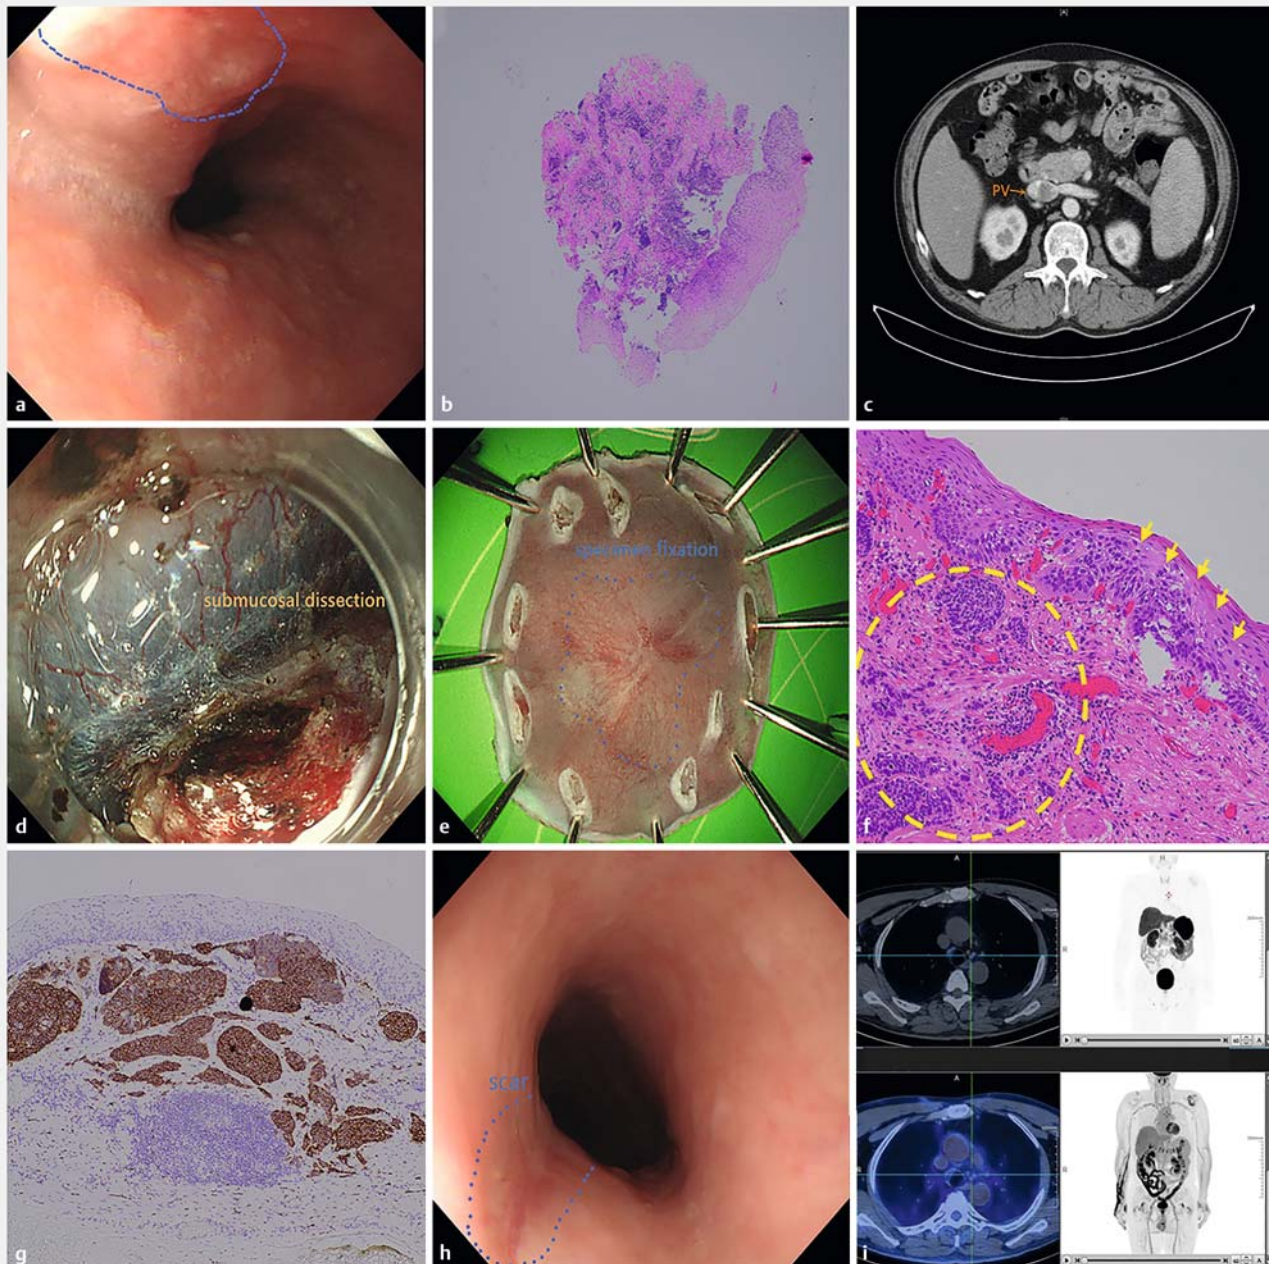 a
b
[A]
PV
c
submucosal dissection
d
specimen fixation
e
f
g
scar
h
A
A
A
A
i